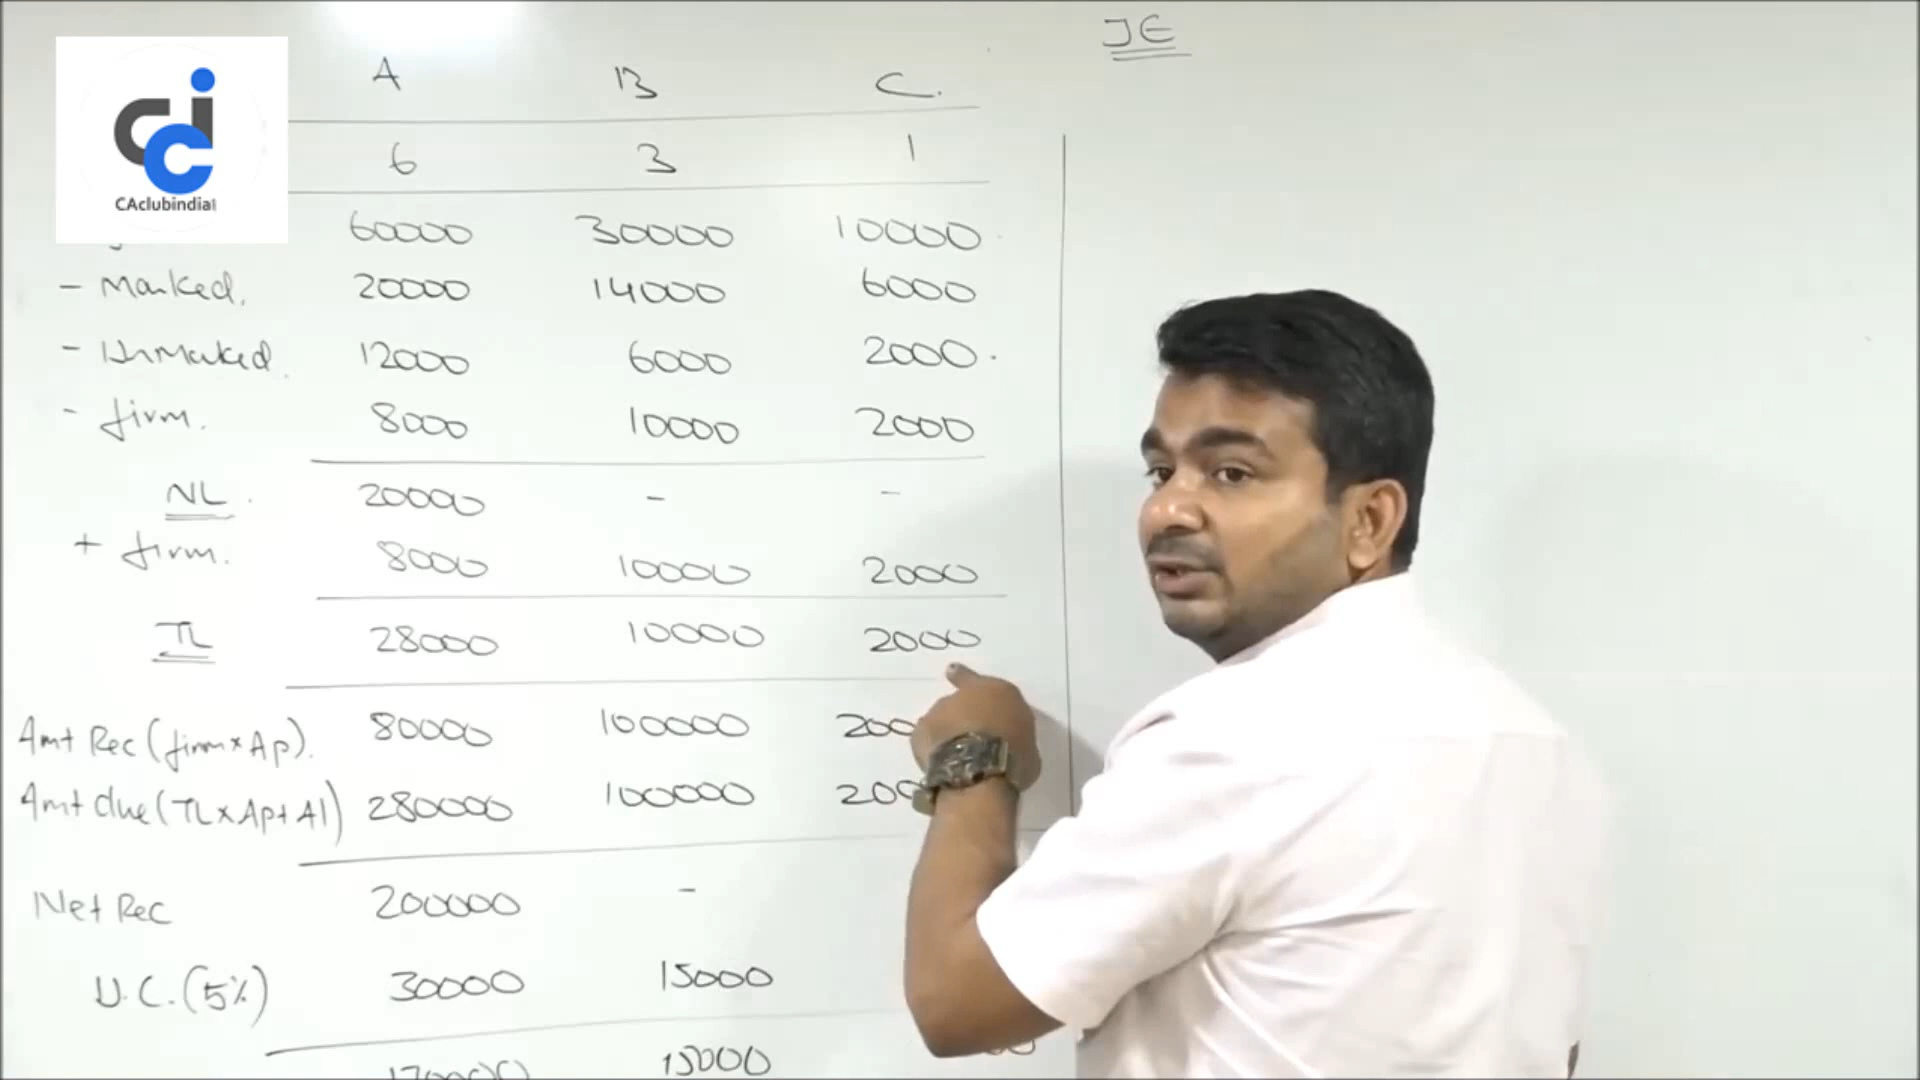 JE
A B C.
CAclubindia
6 3 1
60000 30000 10000
- Marked. 20000 14000 6000
- UnMarked. 12000 6000 2000
- firm. 8000 10000 2000
NL. 20000 - -
+ firm. 8000 10000 2000
TL 28000 10000 2000
Amt Rec (firm x Ap). 80000 100000
Amt due (TL x Ap + Al) 280000 100000
Net Rec 200000 -
U.C. (5%) 30000 15000
170000 15000